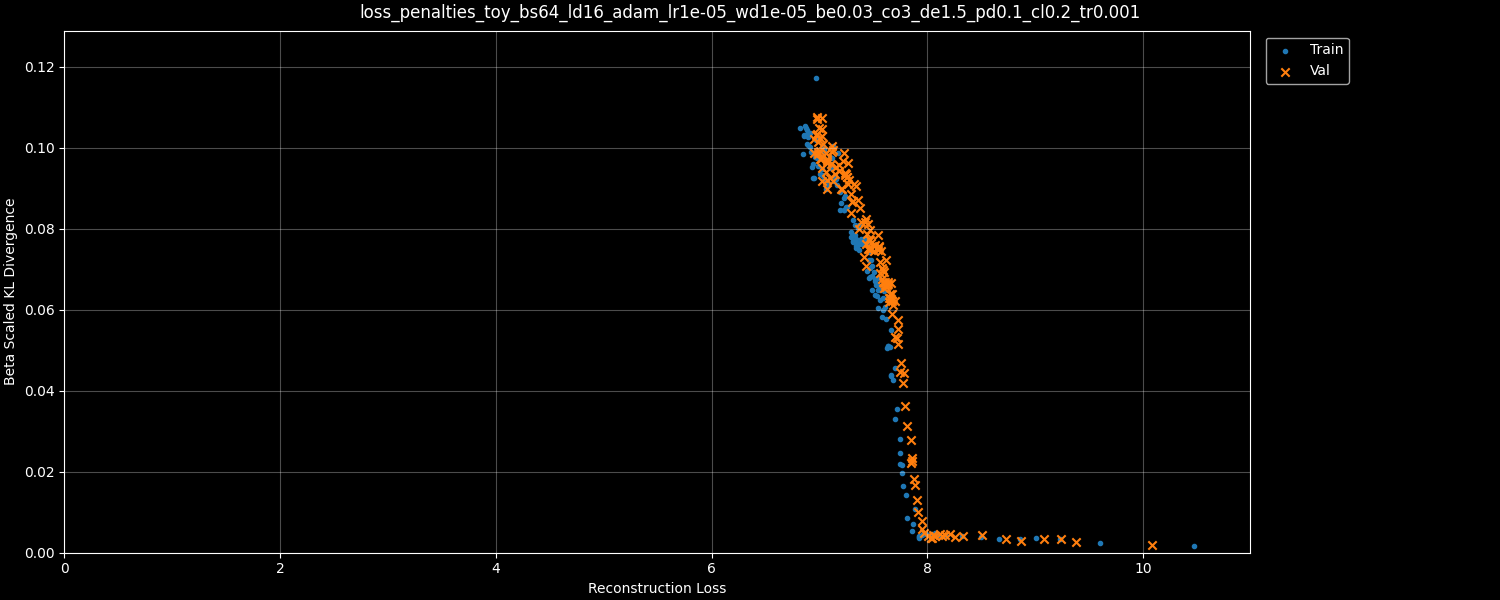 loss_penalties_toy_bs64_ld16_adam_lr1e-05_wd1e-05_be0.03_co3_de1.5_pd0.1_cl0.2_tr0.001
Train
Val
0.12
0.10
0.08
0.06
0.04
0.02
0.00
Beta Scaled KL Divergence
0 2 4 6 8 10
Reconstruction Loss